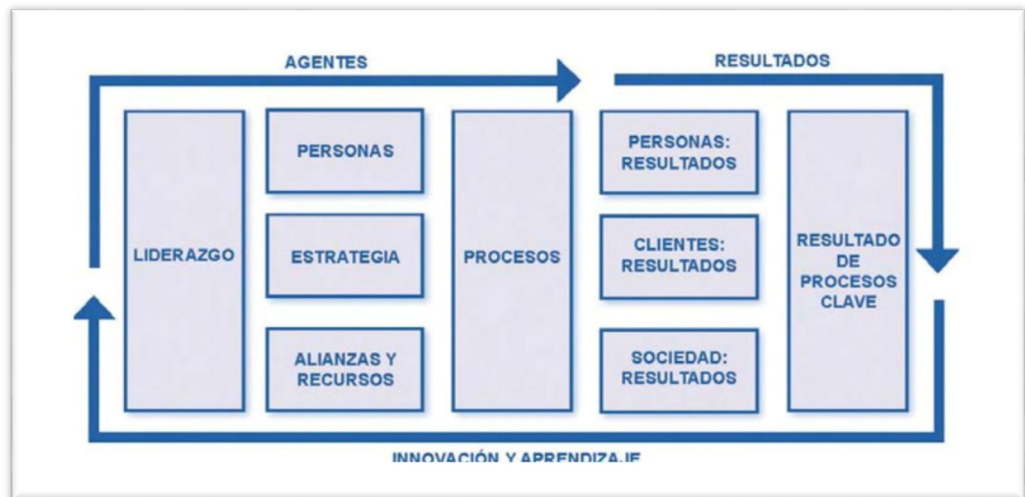 AGENTES
RESULTADOS
LIDERAZGO
PERSONAS
ESTRATEGIA
ALIANZAS Y
RECURSOS
PROCESOS
PERSONAS:
RESULTADOS
CLIENTES:
RESULTADOS
SOCIEDAD:
RESULTADOS
RESULTADO
DE
PROCESOS
CLAVE
INNOVACIÓN Y APRENDIZAJE